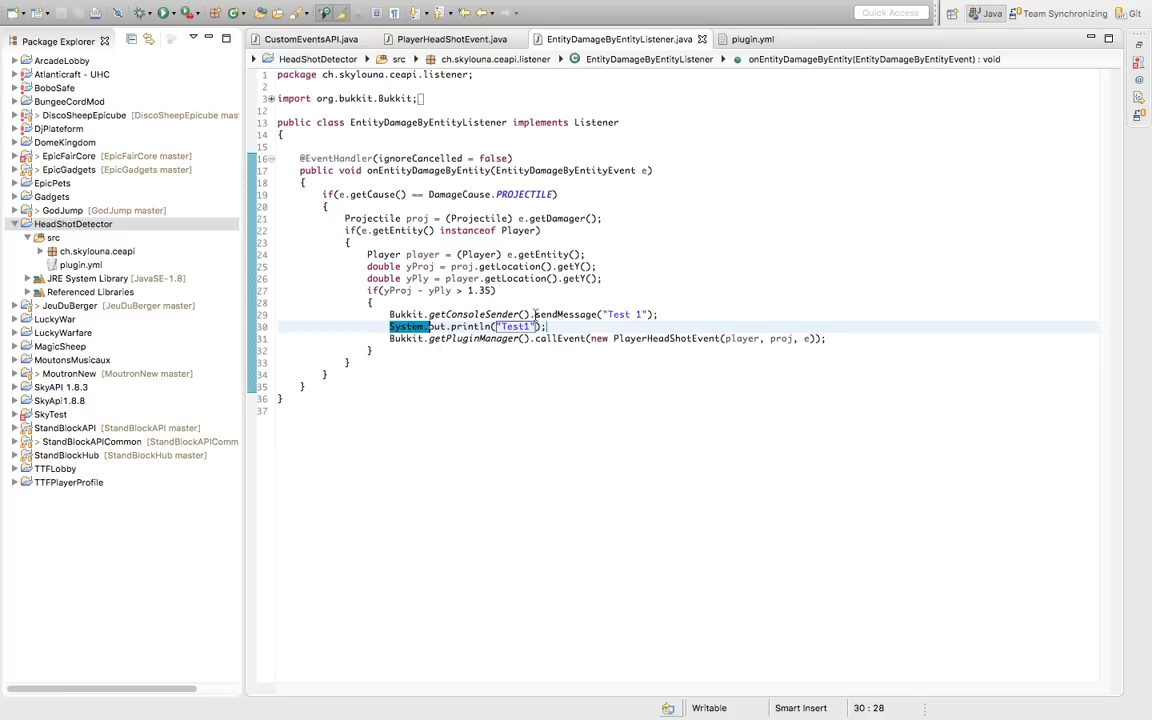 Quick Access
Java
Team Synchronizing
Git
Package Explorer
CustomEventsAPI.java
PlayerHeadShotEvent.java
EntityDamageByEntityListener.java
plugin.yml
HeadShotDetector
src
ch.skylouna.ceapi.listener
EntityDamageByEntityListener
onEntityDamageByEntity(EntityDamageByEntityEvent) : void
ArcadeLobby
Atlanticraft - UHC
BoboSafe
BungeeCordMod
> DiscoSheepEpicube [DiscoSheepEpicube mast
DjPlateform
DomeKingdom
> EpicFairCore [EpicFairCore master]
> EpicGadgets [EpicGadgets master]
EpicPets
Gadgets
> GodJump [GodJump master]
HeadShotDetector
src
ch.skylouna.ceapi
plugin.yml
JRE System Library [JavaSE-1.8]
Referenced Libraries
> JeuDuBerger [JeuDuBerger master]
LuckyWar
LuckyWarfare
MagicSheep
MoutonsMusicaux
> MoutronNew [MoutronNew master]
SkyAPI 1.8.3
SkyApi1.8.8
SkyTest
StandBlockAPI [StandBlockAPI master]
> StandBlockAPICommon [StandBlockAPIComm
StandBlockHub [StandBlockHub master]
TTFLobby
TTFPlayerProfile
1 package ch.skylouna.ceapi.listener;
2
3 import org.bukkit.Bukkit;
12
13 public class EntityDamageByEntityListener implements Listener
14 {
15
16 @EventHandler(ignoreCancelled = false)
17 public void onEntityDamageByEntity(EntityDamageByEntityEvent e)
18 {
19 if(e.getCause() == DamageCause.PROJECTILE)
20 {
21 Projectile proj = (Projectile) e.getDamager();
22 if(e.getEntity() instanceof Player)
23 {
24 Player player = (Player) e.getEntity();
25 double yProj = proj.getLocation().getY();
26 double yPly = player.getLocation().getY();
27 if(yProj - yPly > 1.35)
28 {
29 Bukkit.getConsoleSender().sendMessage("Test 1");
30 System.out.println("Test1");
31 Bukkit.getPluginManager().callEvent(new PlayerHeadShotEvent(player, proj, e));
32 }
33 }
34 }
35 }
36 }
37
Writable
Smart Insert
30 : 28